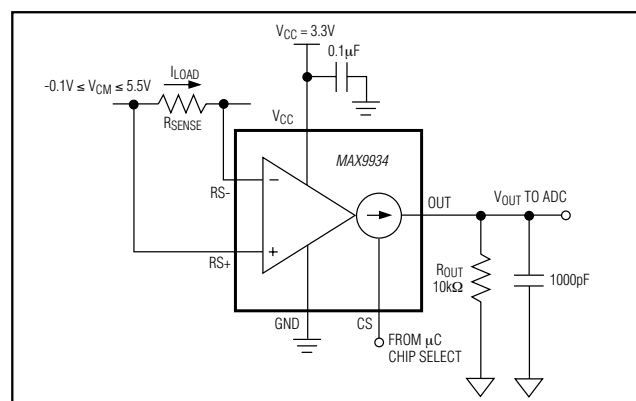 V_CC = 3.3V
0.1μF
-0.1V ≤ V_CM ≤ 5.5V
I_LOAD
R_SENSE
V_CC
MAX9934
RS-
−
OUT
V_OUT TO ADC
RS+
+
R_OUT
10kΩ
1000pF
GND
CS
FROM μC
CHIP SELECT